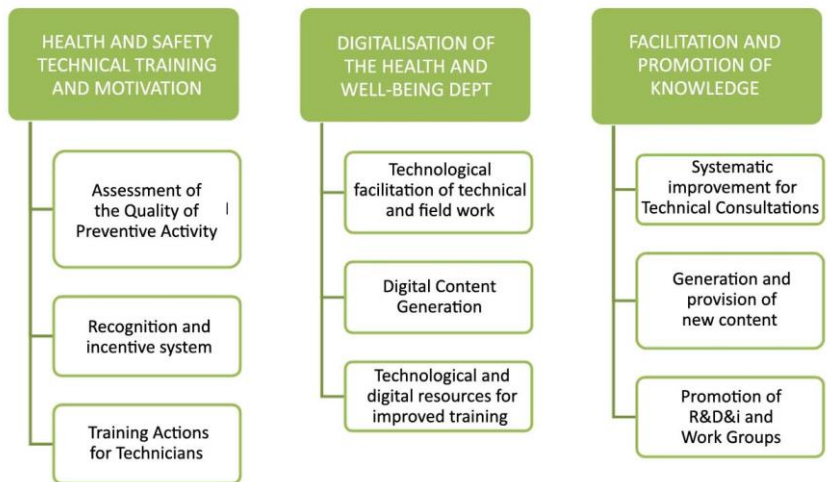 HEALTH AND SAFETY
TECHNICAL TRAINING
AND MOTIVATION
Assessment of
the Quality of
Preventive Activity
Recognition and
incentive system
Training Actions
for Technicians
DIGITALISATION OF
THE HEALTH AND
WELL-BEING DEPT
Technological
facilitation of technical
and field work
Digital Content
Generation
Technological and
digital resources for
improved training
FACILITATION AND
PROMOTION OF
KNOWLEDGE
Systematic
improvement for
Technical Consultations
Generation and
provision of
new content
Promotion of
R&D&i and
Work Groups